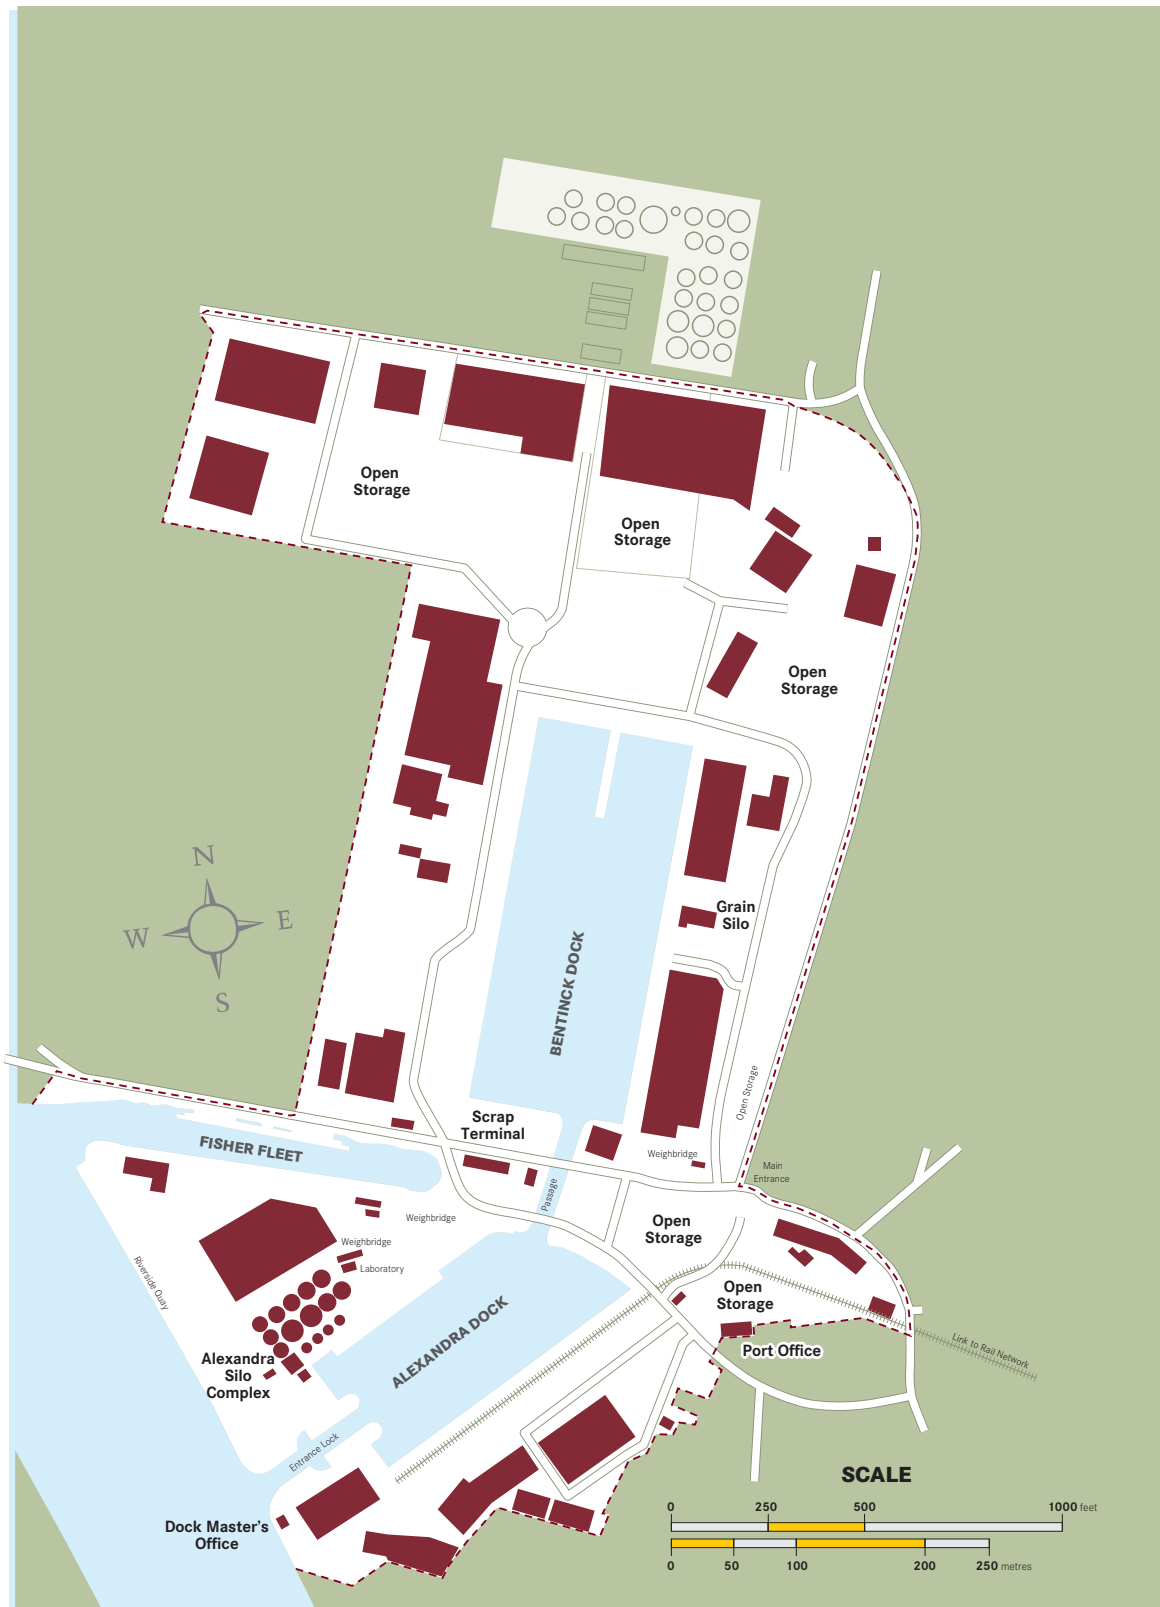 Open
Storage
Open
Storage
Open
Storage
N
W
E
S
Grain
Silo
BENTINCK DOCK
Open Storage
Scrap
Terminal
FISHER FLEET
Weighbridge
Main
Entrance
Passage
Weighbridge
Open
Storage
Weighbridge
Laboratory
Riverside Quay
Open
Storage
ALEXANDRA DOCK
Port Office
Link to Rail Network
Alexandra
Silo
Complex
Entrance Lock
Dock Master's
Office
SCALE
0 250 500 1000 feet
0 50 100 200 250 metres